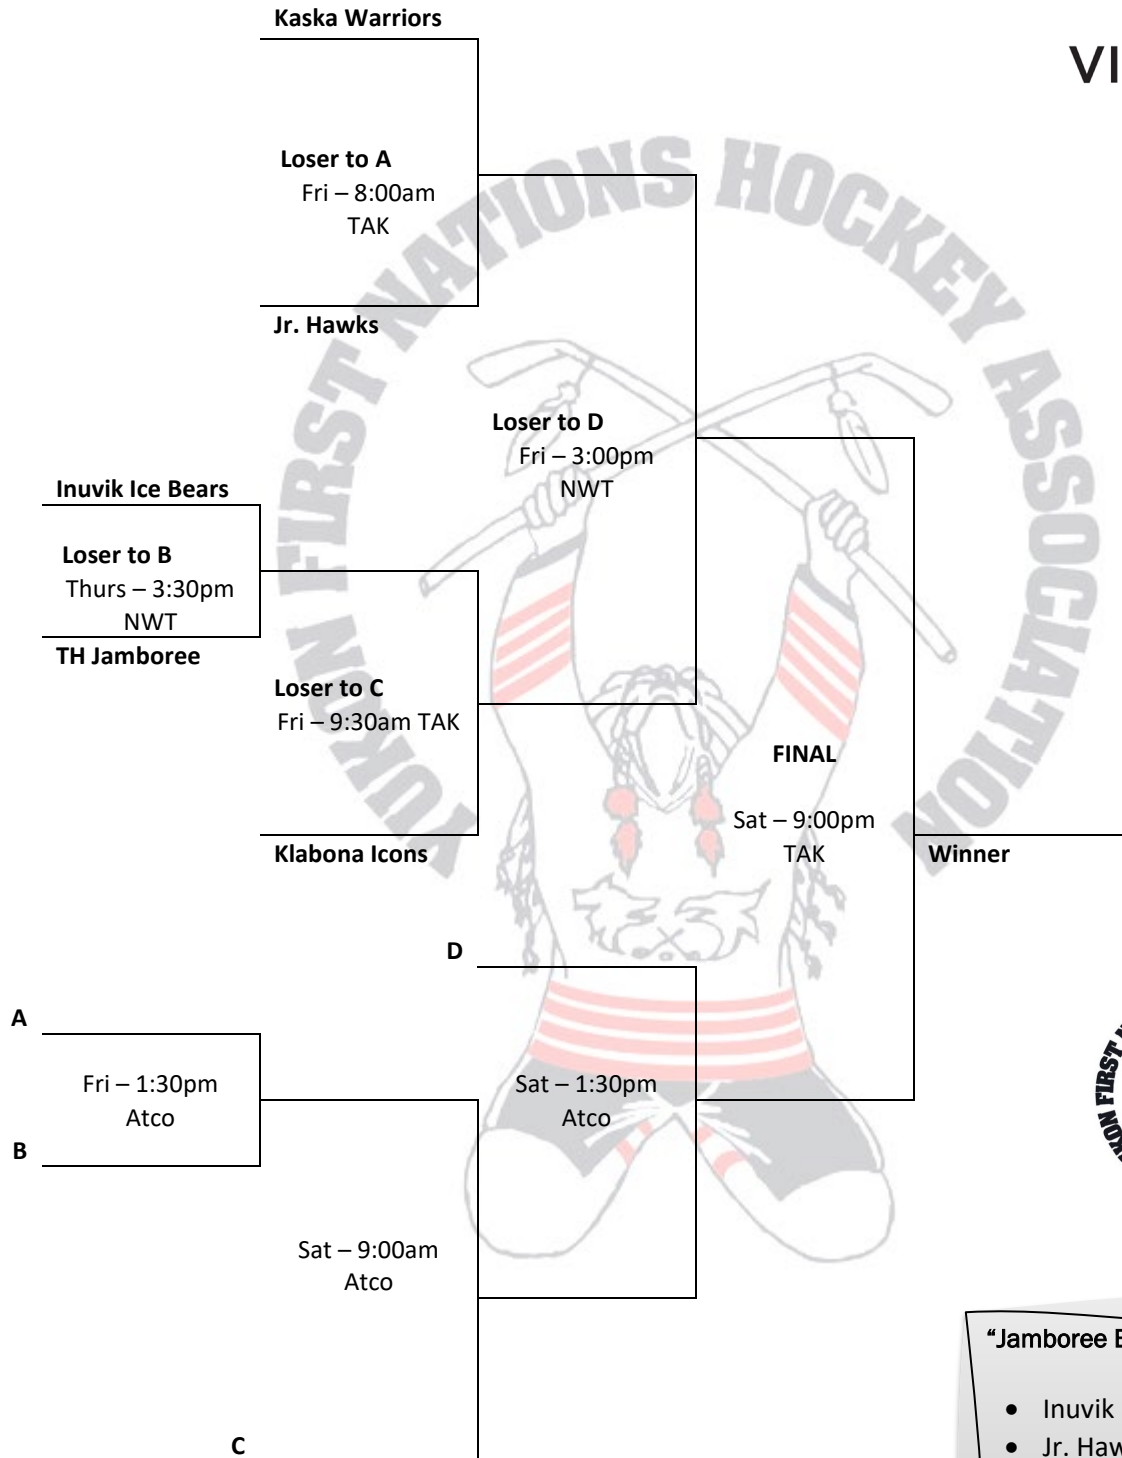 Kaska Warriors
VI
Loser to A
Fri – 8:00am
TAK
Jr. Hawks
YUKON FIRST NATIONS HOCKEY ASSOCIATION
Loser to D
Fri – 3:00pm
NWT
Inuvik Ice Bears
Loser to B
Thurs – 3:30pm
NWT
TH Jamboree
Loser to C
Fri – 9:30am TAK
FINAL
Sat – 9:00pm
TAK
Klabona Icons
Winner
D
A
Fri – 1:30pm
Atco
B
Sat – 1:30pm
Atco
Sat – 9:00am
Atco
C
KON FIRST N
“Jamboree B
• Inuvik
• Jr. Haw